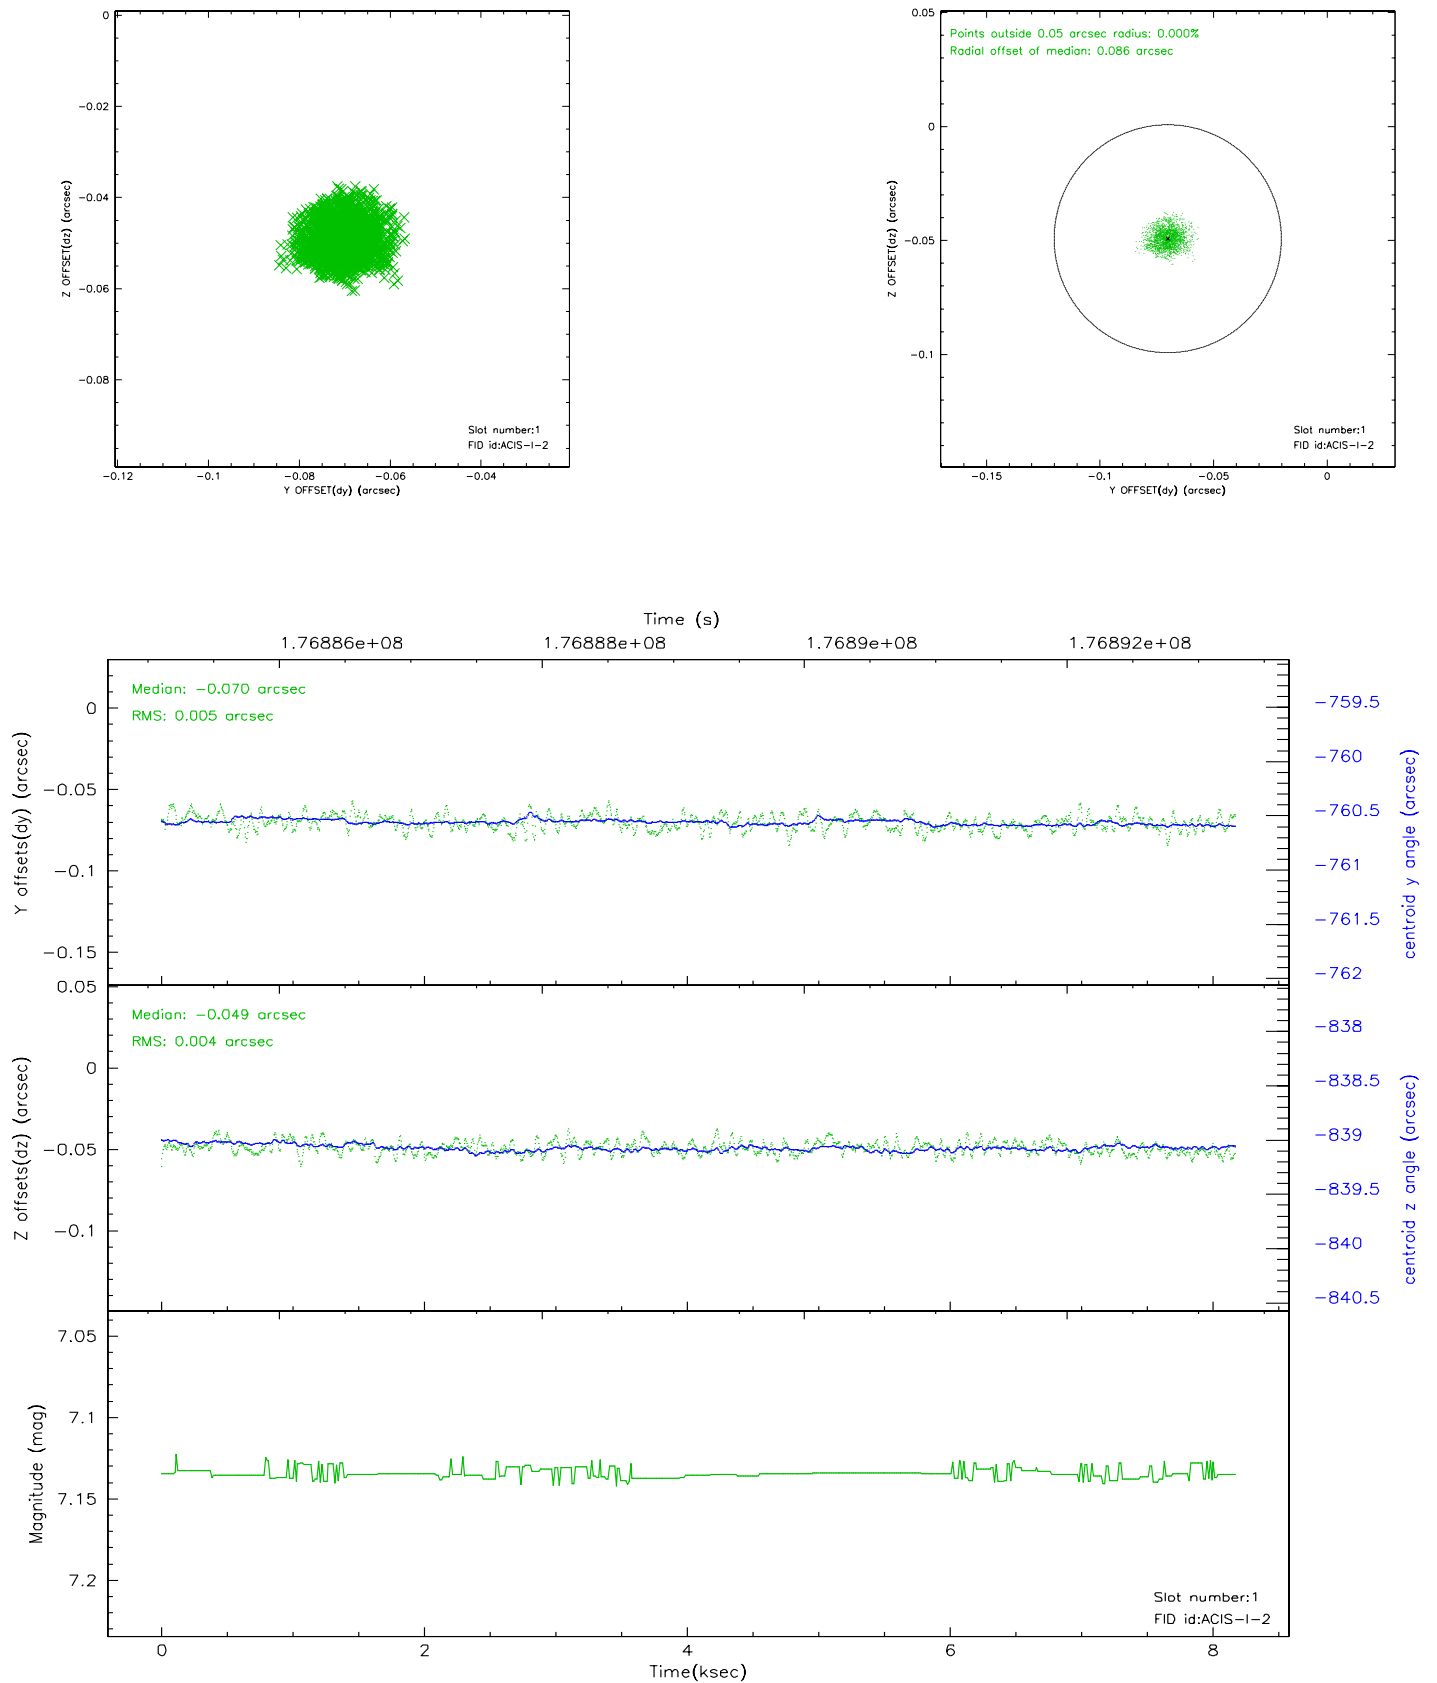 0
-0.02
-0.04
-0.06
-0.08
Z OFFSET(dz) (arcsec)
Slot number:1
FID id:ACIS-I-2
-0.12
-0.1
-0.08
-0.06
-0.04
Y OFFSET(dy) (arcsec)
0.05
Points outside 0.05 arcsec radius: 0.000%
Radial offset of median: 0.086 arcsec
0
-0.05
-0.1
Z OFFSET(dz) (arcsec)
Slot number:1
FID id:ACIS-I-2
-0.15
-0.1
-0.05
0
Y OFFSET(dy) (arcsec)
Time (s)
1.76886e+08
1.76888e+08
1.7689e+08
1.76892e+08
Median: -0.070 arcsec
RMS: 0.005 arcsec
0
-0.05
-0.1
-0.15
Y offsets(dy) (arcsec)
-759.5
-760
-760.5
-761
-761.5
-762
centroid y angle (arcsec)
0.05
Median: -0.049 arcsec
RMS: 0.004 arcsec
0
-0.05
-0.1
Z offsets(dz) (arcsec)
-838
-838.5
-839
-839.5
-840
-840.5
centroid z angle (arcsec)
7.05
7.1
7.15
7.2
Magnitude (mag)
Slot number:1
FID id:ACIS-I-2
0
2
4
6
8
Time(ksec)